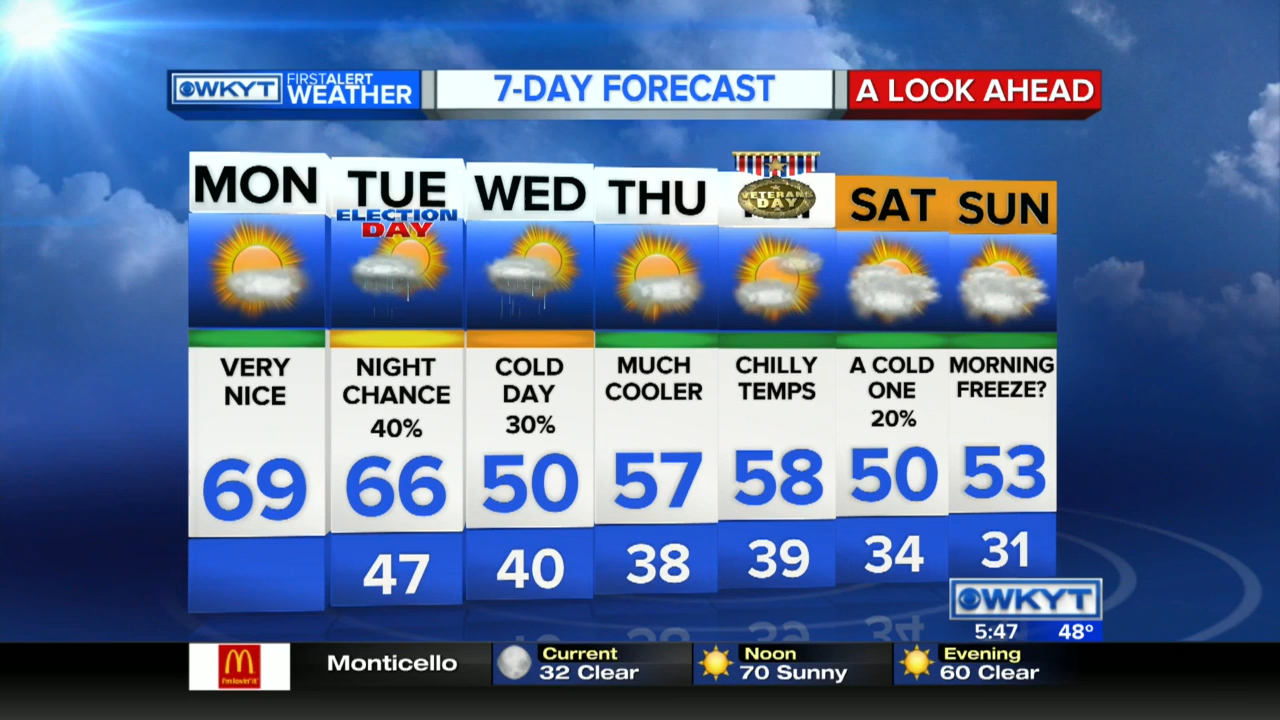 WKYT FIRST ALERT WEATHER
7-DAY FORECAST
A LOOK AHEAD
MON
TUE
ELECTION
DAY
WED
THU
VETERANS
DAY
SAT
SUN
VERY
NICE
69
NIGHT
CHANCE
40%
66
47
COLD
DAY
30%
50
40
MUCH
COOLER
57
38
CHILLY
TEMPS
58
39
A COLD
ONE
20%
50
34
MORNING
FREEZE?
53
31
WKYT
5:47 48°
i'm lovin' it
Monticello
Current
32 Clear
Noon
70 Sunny
Evening
60 Clear